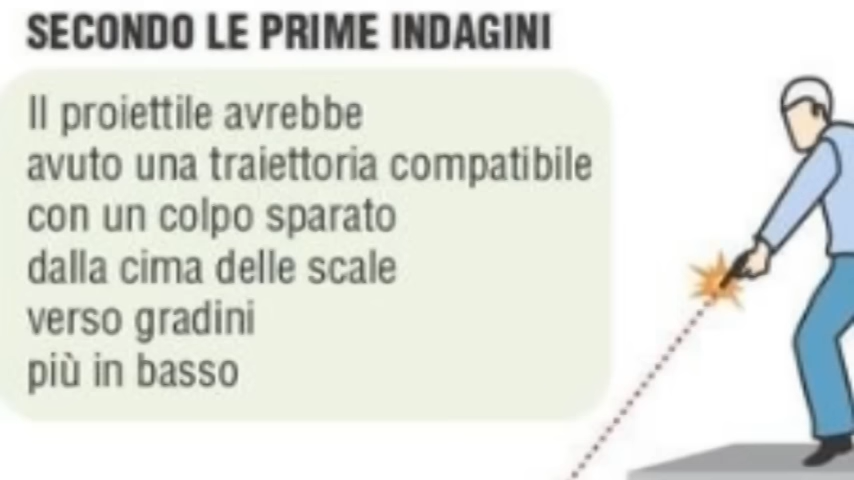 SECONDO LE PRIME INDAGINI
Il proiettile avrebbe
avuto una traiettoria compatibile
con un colpo sparato
dalla cima delle scale
verso gradini
più in basso